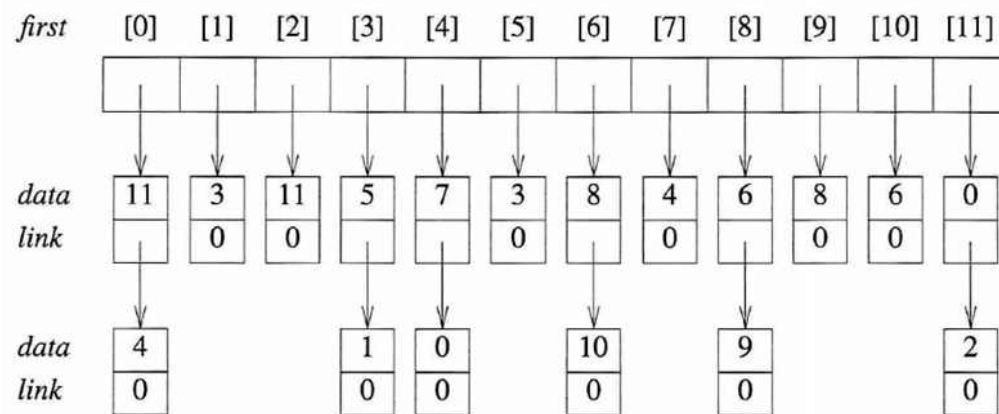 first [0] [1] [2] [3] [4] [5] [6] [7] [8] [9] [10] [11]
data 11 3 11 5 7 3 8 4 6 8 6 0
link 0 0 0 0 0 0
data 4 1 0 10 9 2
link 0 0 0 0 0 0